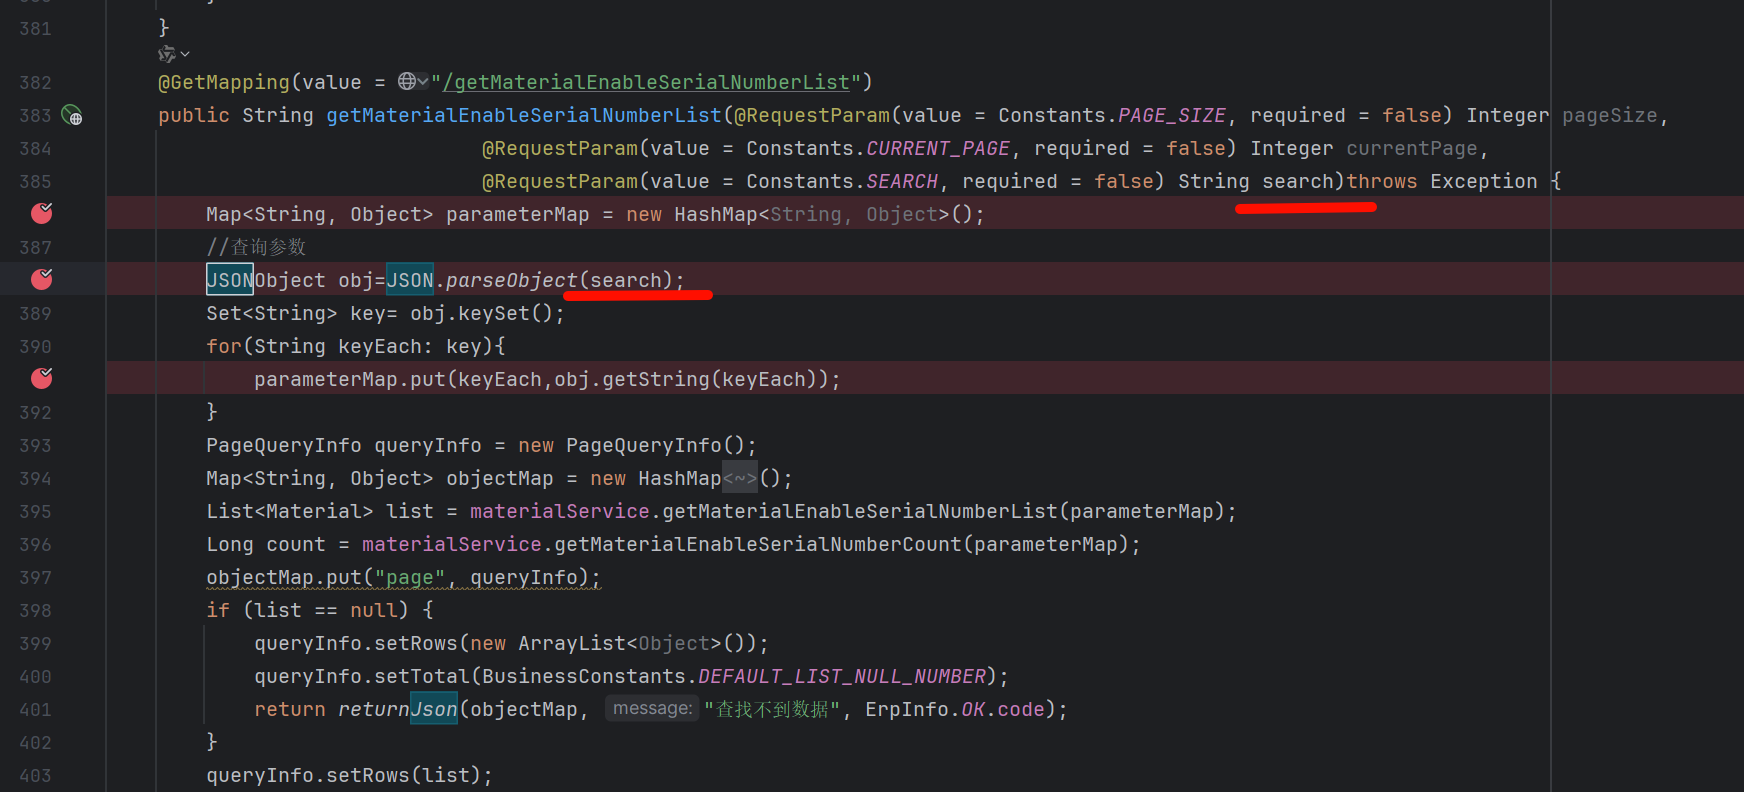 381 }
382 @GetMapping(value = "/getMaterialEnableSerialNumberList")
383 public String getMaterialEnableSerialNumberList(@RequestParam(value = Constants.PAGE_SIZE, required = false) Integer pageSize,
384 @RequestParam(value = Constants.CURRENT_PAGE, required = false) Integer currentPage,
385 @RequestParam(value = Constants.SEARCH, required = false) String search)throws Exception {
Map<String, Object> parameterMap = new HashMap<String, Object>();
387 //查询参数
JSONObject obj=JSON.parseObject(search);
389 Set<String> key= obj.keySet();
390 for(String keyEach: key){
parameterMap.put(keyEach,obj.getString(keyEach));
392 }
393 PageQueryInfo queryInfo = new PageQueryInfo();
394 Map<String, Object> objectMap = new HashMap<~>();
395 List<Material> list = materialService.getMaterialEnableSerialNumberList(parameterMap);
396 Long count = materialService.getMaterialEnableSerialNumberCount(parameterMap);
397 objectMap.put("page", queryInfo);
398 if (list == null) {
399 queryInfo.setRows(new ArrayList<Object>());
400 queryInfo.setTotal(BusinessConstants.DEFAULT_LIST_NULL_NUMBER);
401 return returnJson(objectMap, message: "查找不到数据", ErpInfo.OK.code);
402 }
403 queryInfo.setRows(list);